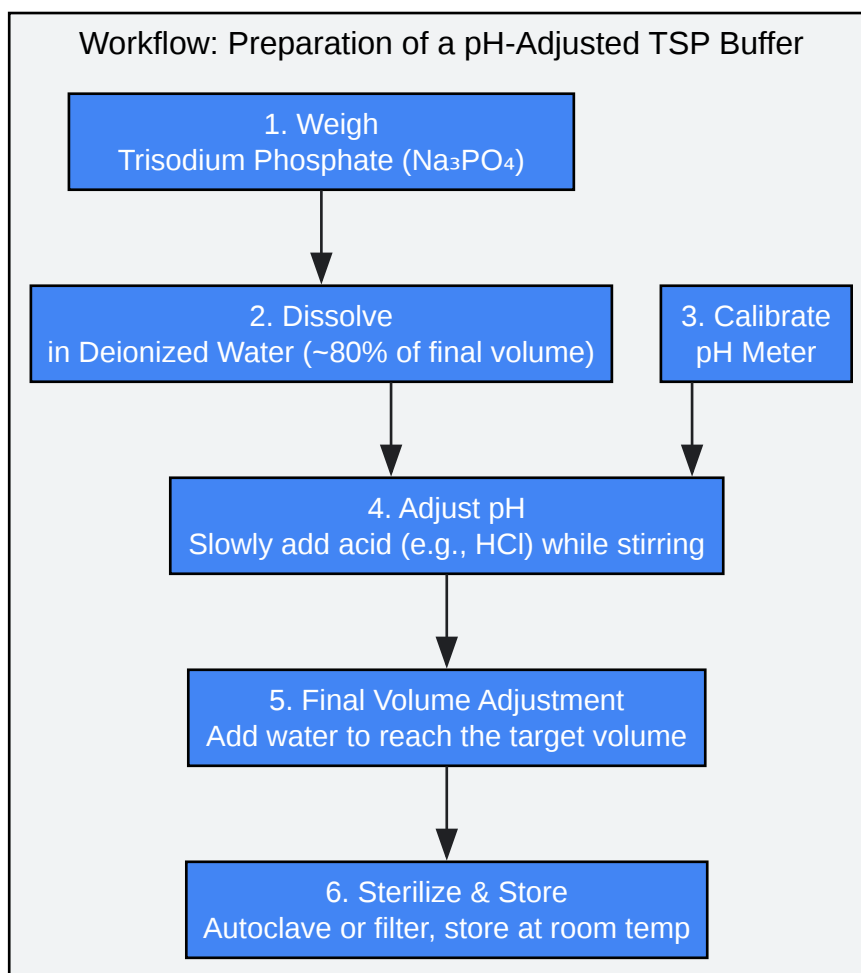 Workflow: Preparation of a pH-Adjusted TSP Buffer
1. Weigh
Trisodium Phosphate (Na₃PO₄)
2. Dissolve
in Deionized Water (~80% of final volume)
3. Calibrate
pH Meter
4. Adjust pH
Slowly add acid (e.g., HCl) while stirring
5. Final Volume Adjustment
Add water to reach the target volume
6. Sterilize & Store
Autoclave or filter, store at room temp